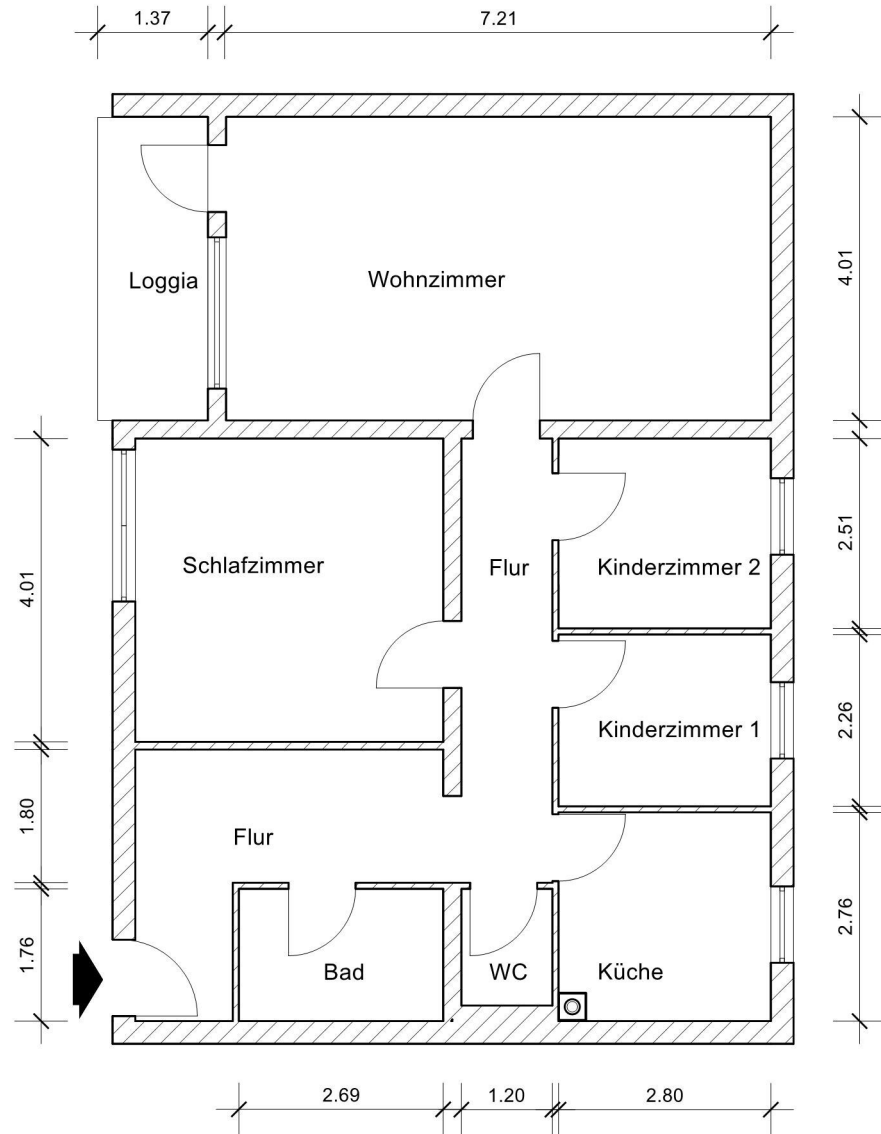 1.37
7.21
4.01
Loggia
Wohnzimmer
4.01
2.51
Schlafzimmer
Flur
Kinderzimmer 2
2.26
Kinderzimmer 1
1.80
Flur
2.76
1.76
Bad
WC
Küche
2.69
1.20
2.80